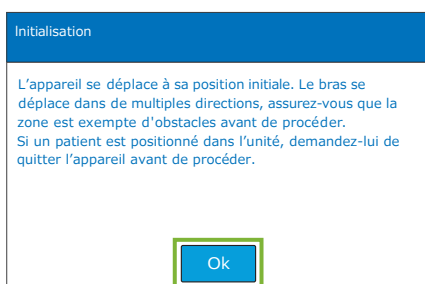 Initialisation
L’appareil se déplace à sa position initiale. Le bras se
déplace dans de multiples directions, assurez-vous que la
zone est exempte d'obstacles avant de procéder.
Si un patient est positionné dans l’unité, demandez-lui de
quitter l’appareil avant de procéder.
Ok